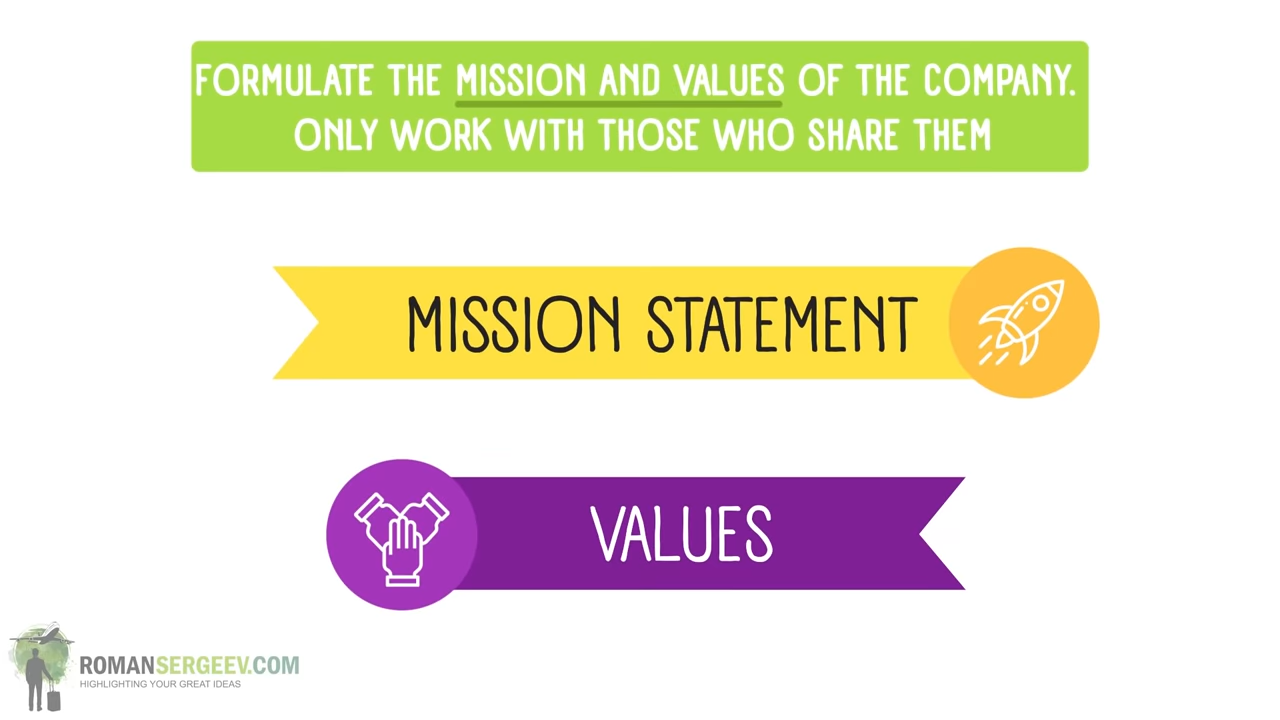 FORMULATE THE MISSION AND VALUES OF THE COMPANY.
ONLY WORK WITH THOSE WHO SHARE THEM
MISSION STATEMENT
VALUES
ROMANSERGEEV.COM
HIGHLIGHTING YOUR GREAT IDEAS